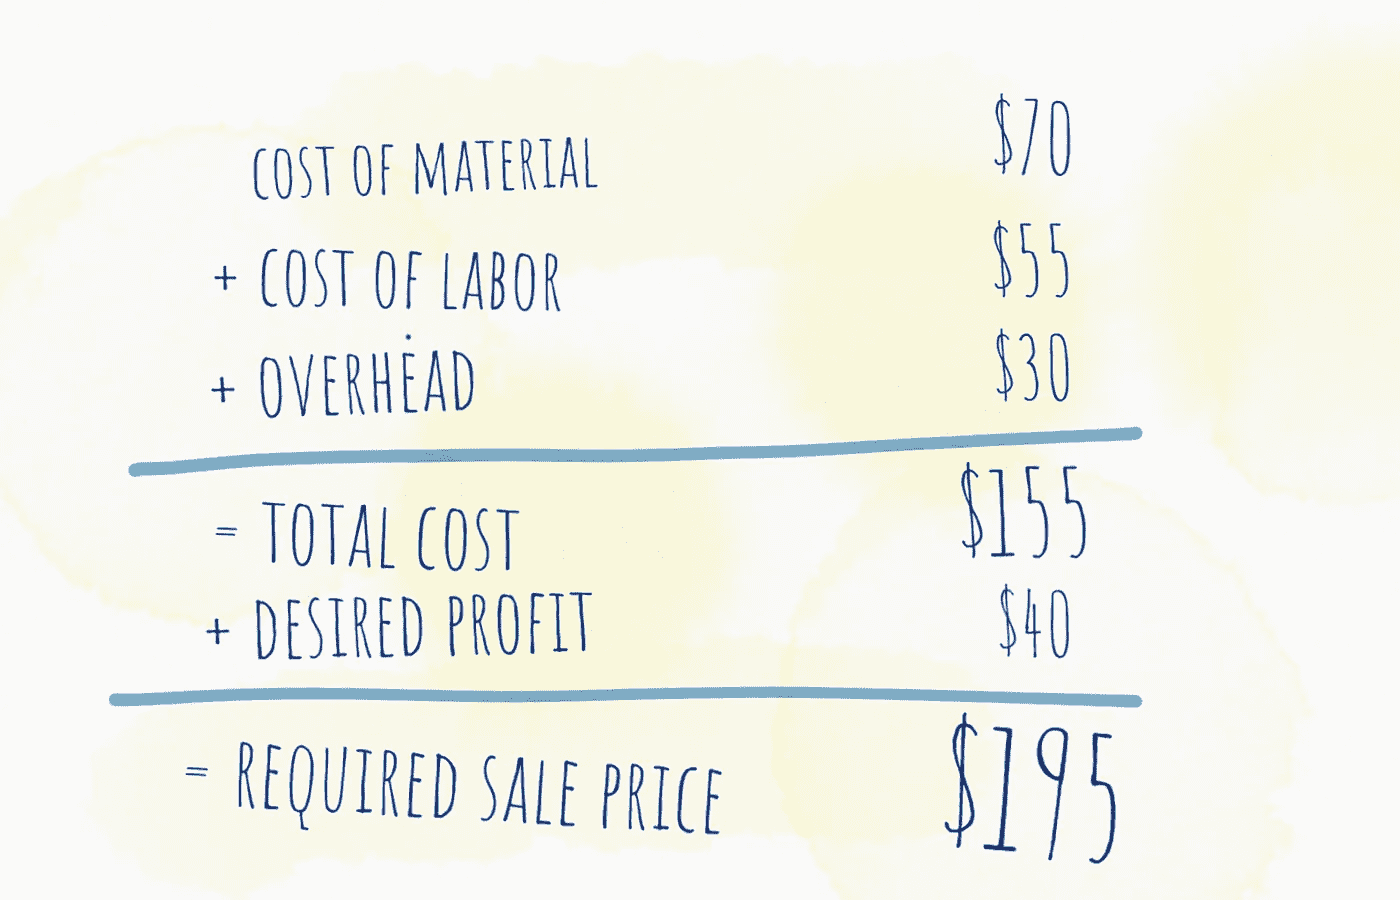 COST OF MATERIAL $70
+ COST OF LABOR $55
+ OVERHEAD $30
= TOTAL COST $155
+ DESIRED PROFIT $40
= REQUIRED SALE PRICE $195